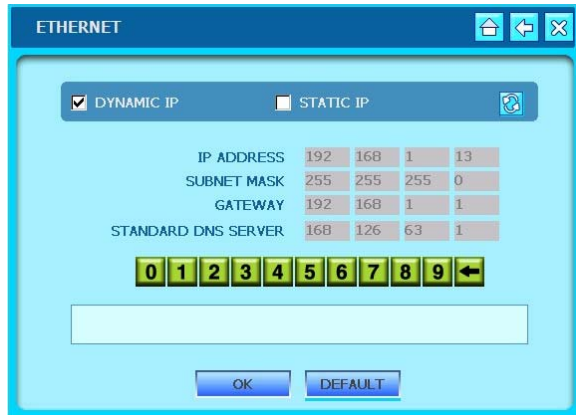 ETHERNET
DYNAMIC IP STATIC IP
IP ADDRESS 192 168 1 13
SUBNET MASK 255 255 255 0
GATEWAY 192 168 1 1
STANDARD DNS SERVER 168 126 63 1
0 1 2 3 4 5 6 7 8 9
OK DEFAULT